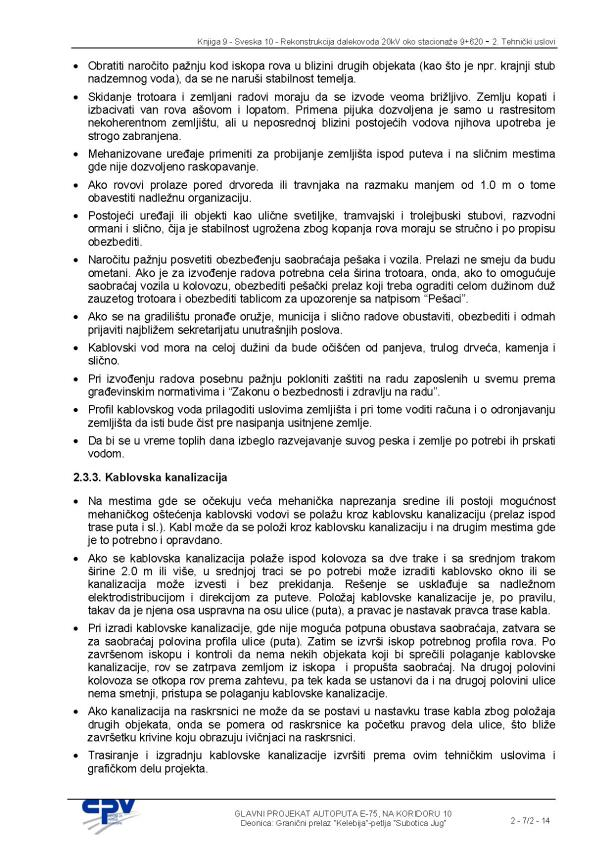 Knjiga 9 - Sveska 10 - Rekonstrukcija dalekovoda 20kV oko stacionaže 9+620 - 2. Tehnički uslovi
• Obratiti naročito pažnju kod iskopa rova u blizini drugih objekata (kao što je npr. krajnji stub
nadzemnog voda), da se ne naruši stabilnost temelja.
• Skidanje trotoara i zemljani radovi moraju da se izvode veoma brižljivo. Zemlju kopati i
izbacivati van rova ašovom i lopatom. Primena pijuka dozvoljena je samo u rastresitom
nekoherentnom zemljištu, ali u neposrednoj blizini postojećih vodova njihova upotreba je
strogo zabranjena.
• Mehanizovane uređaje primeniti za probijanje zemljišta ispod puteva i na sličnim mestima
gde nije dozvoljeno raskopavanje.
• Ako rovovi prolaze pored drvoreda ili travnjaka na razmaku manjem od 1.0 m o tome
obavestiti nadležnu organizaciju.
• Postojeći uređaji ili objekti kao ulične svetiljke, tramvajski i trolejbuski stubovi, razvodni
ormani i slično, čija je stabilnost ugrožena zbog kopanja rova moraju se stručno i po propisu
obezbediti.
• Naročitu pažnju posvetiti obezbeđenju saobraćaja pešaka i vozila. Prelazi ne smeju da budu
ometani. Ako je za izvođenje radova potrebna cela širina trotoara, onda, ako to omogućuje
saobraćaj vozila u kolovozu, obezbediti pešački prelaz koji treba ograditi celom dužinom duž
zauzetog trotoara i obezbediti tablicom za upozorenje sa natpisom “Pešaci”.
• Ako se na gradilištu pronađe oružje, municija i slično radove obustaviti, obezbediti i odmah
prijaviti najbližem sekretarijatu unutrašnjih poslova.
• Kablovski vod mora na celoj dužini da bude očišćen od panjeva, trulog drveća, kamenja i
slično.
• Pri izvođenju radova posebnu pažnju pokloniti zaštiti na radu zaposlenih u svemu prema
građevinskim normativima i “Zakonu o bezbednosti i zdravlju na radu”.
• Profil kablovskog voda prilagoditi uslovima zemljišta i pri tome voditi računa i o odronjavanju
zemljišta da isti bude čist pre nasipanja usitnjene zemlje.
• Da bi se u vreme toplih dana izbeglo razvejavanje suvog peska i zemlje po potrebi ih prskati
vodom.
2.3.3. Kablovska kanalizacija
• Na mestima gde se očekuju veća mehanička naprezanja sredine ili postoji mogućnost
mehaničkog oštećenja kablovski vodovi se polažu kroz kablovsku kanalizaciju (prelaz ispod
trase puta i sl.). Kabl može da se položi kroz kablovsku kanalizaciju i na drugim mestima gde
je to potrebno i opravdano.
• Ako se kablovska kanalizacija polaže ispod kolovoza sa dve trake i sa srednjom trakom
širine 2.0 m ili više, u srednjoj traci se po potrebi može izraditi kablovsko okno ili se
kanalizacija može izvesti i bez prekidanja. Rešenje se usklađuje sa nadležnom
elektrodistribucijom i direkcijom za puteve. Položaj kablovske kanalizacije je, po pravilu,
takav da je njena osa uspravna na osu ulice (puta), a pravac je nastavak pravca trase kabla.
• Pri izradi kablovske kanalizacije, gde nije moguća potpuna obustava saobraćaja, zatvara se
za saobraćaj polovina profila ulice (puta). Zatim se izvrši iskop potrebnog profila rova. Po
završenom iskopu i kontroli da nema nekih objekata koji bi sprečili polaganje kablovske
kanalizacije, rov se zatrpava zemljom iz iskopa i propušta saobraćaj. Na drugoj polovini
kolovoza se otkopa rov prema zahtevu, pa tek kada se ustanovi da i na drugoj polovini ulice
nema smetnji, pristupa se polaganju kablovske kanalizacije.
• Ako kanalizacija na raskrsnici ne može da se postavi u nastavku trase kabla zbog položaja
drugih objekata, onda se pomera od raskrsnice ka početku pravog dela ulice, što bliže
završetku krivine koju obrazuju ivičnjaci na raskrsnici.
• Trasiranje i izgradnju kablovske kanalizacije izvršiti prema ovim tehničkim uslovima i
grafičkom delu projekta.
CPV
GLAVNI PROJEKAT AUTOPUTA E-75, NA KORIDORU 10
Deonica: Granični prelaz "Kelebija"-petlja "Subotica Jug"
2 - 7/2 - 14